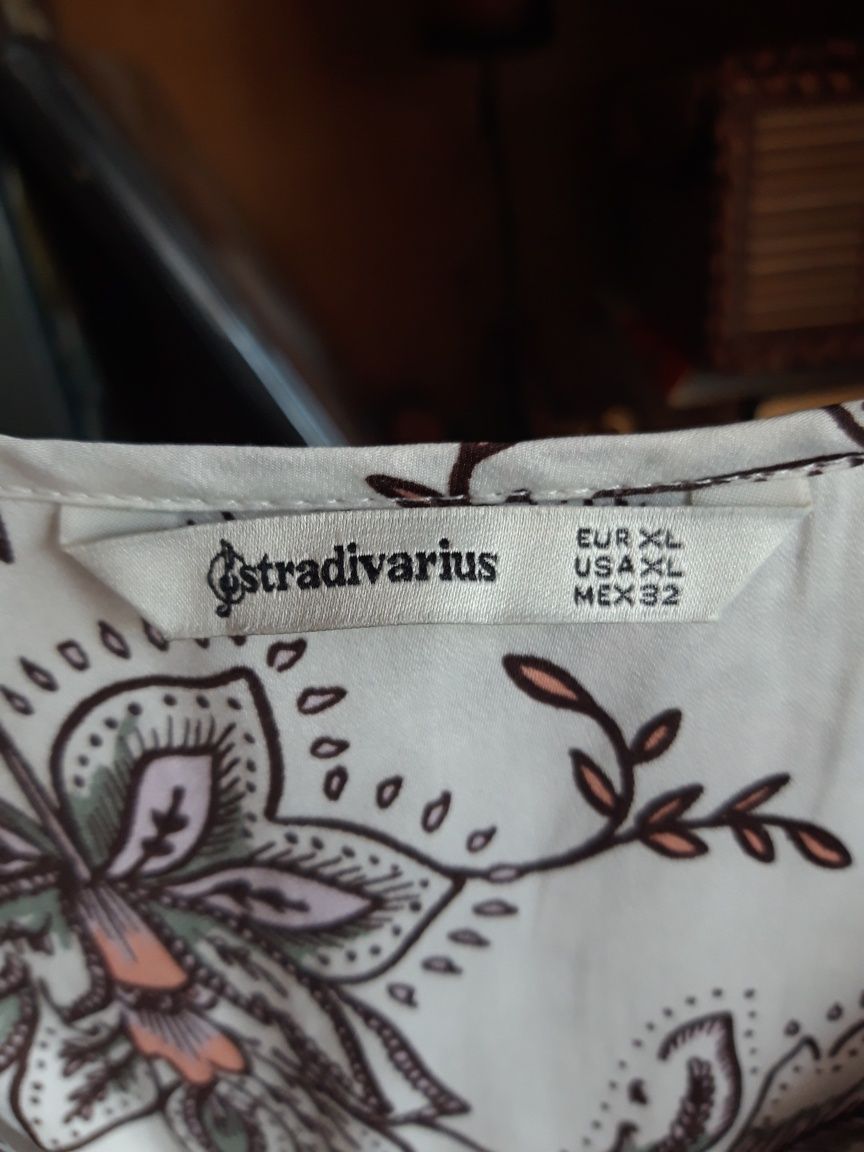 stradivarius
EUR XL
USA XL
MEX 32